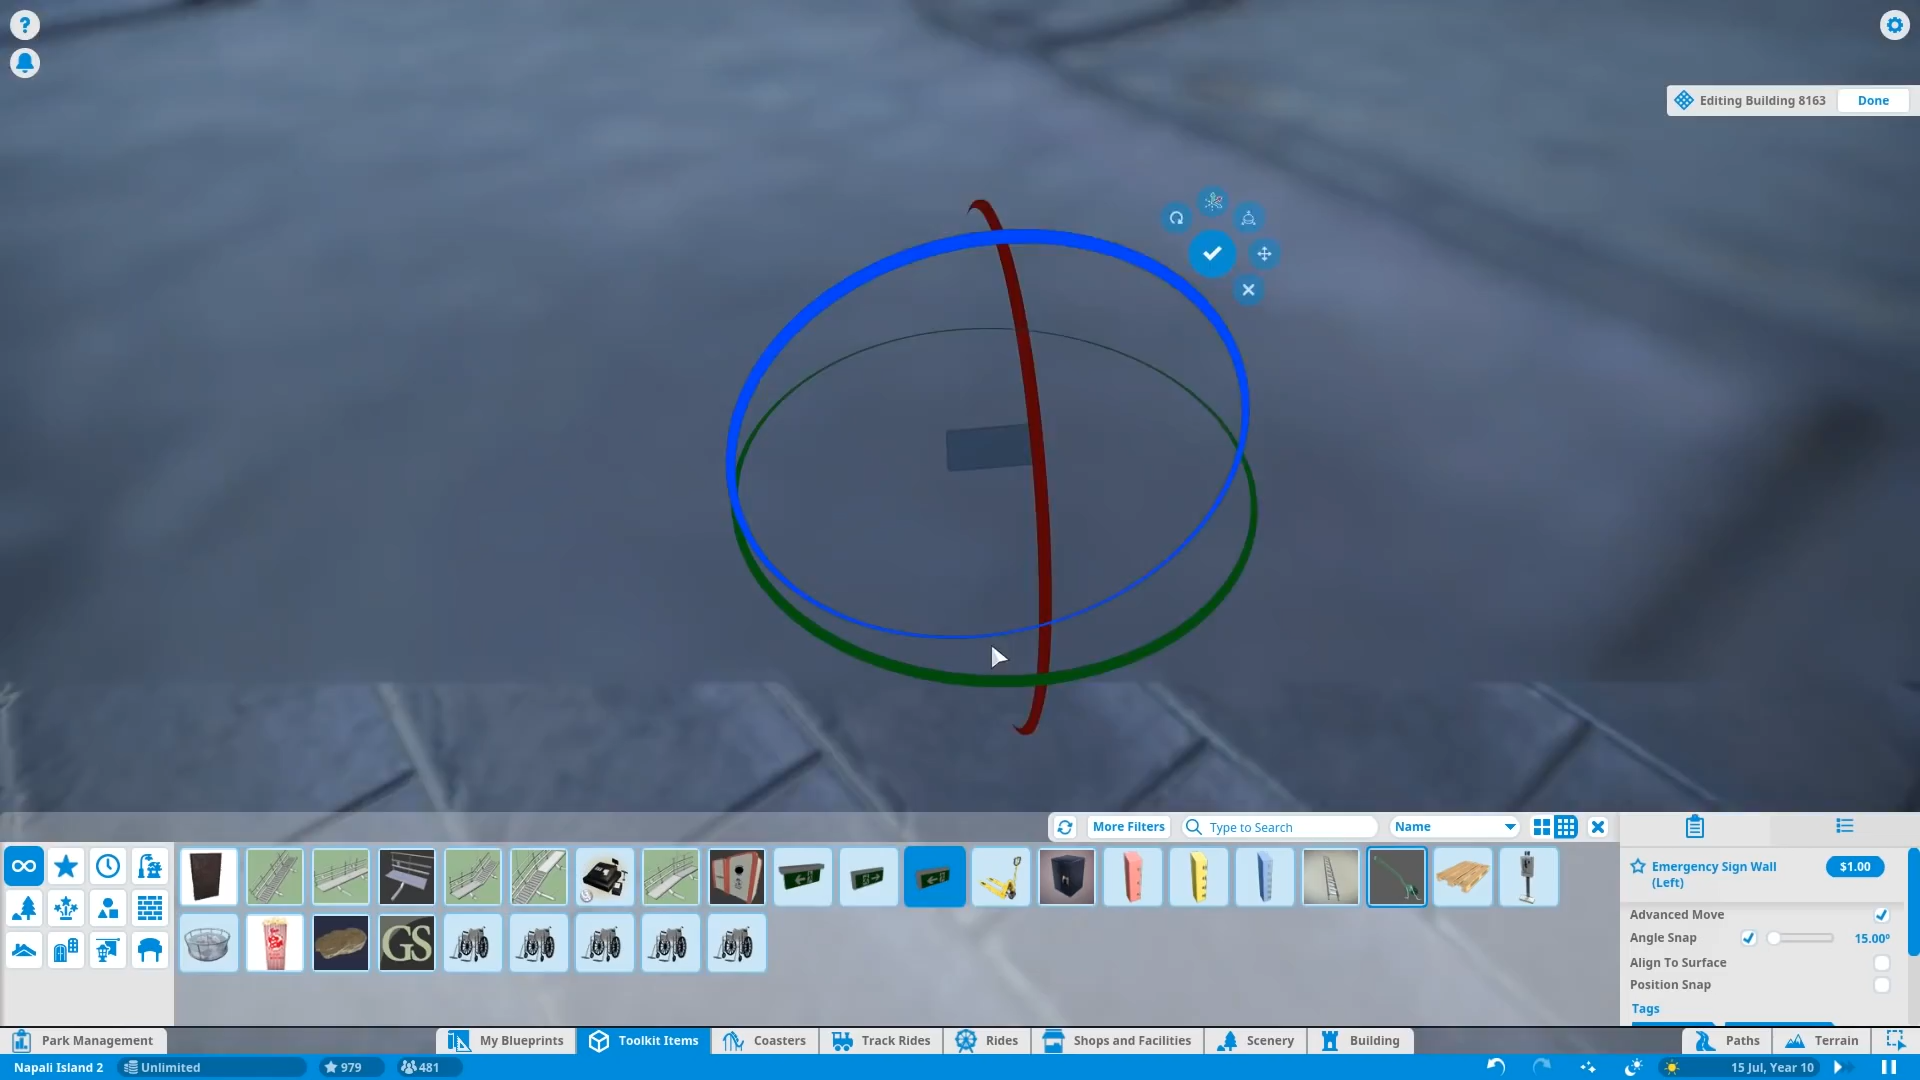 ?
Editing Building 8163
Done
More Filters
Type to Search
Name
Emergency Sign Wall
(Left)
$1.00
Advanced Move
Angle Snap
15.00°
Align To Surface
Position Snap
Tags
GS
Park Management
My Blueprints
Toolkit Items
Coasters
Track Rides
Rides
Shops and Facilities
Scenery
Building
Paths
Terrain
Napali Island 2
Unlimited
979
481
15 Jul, Year 10